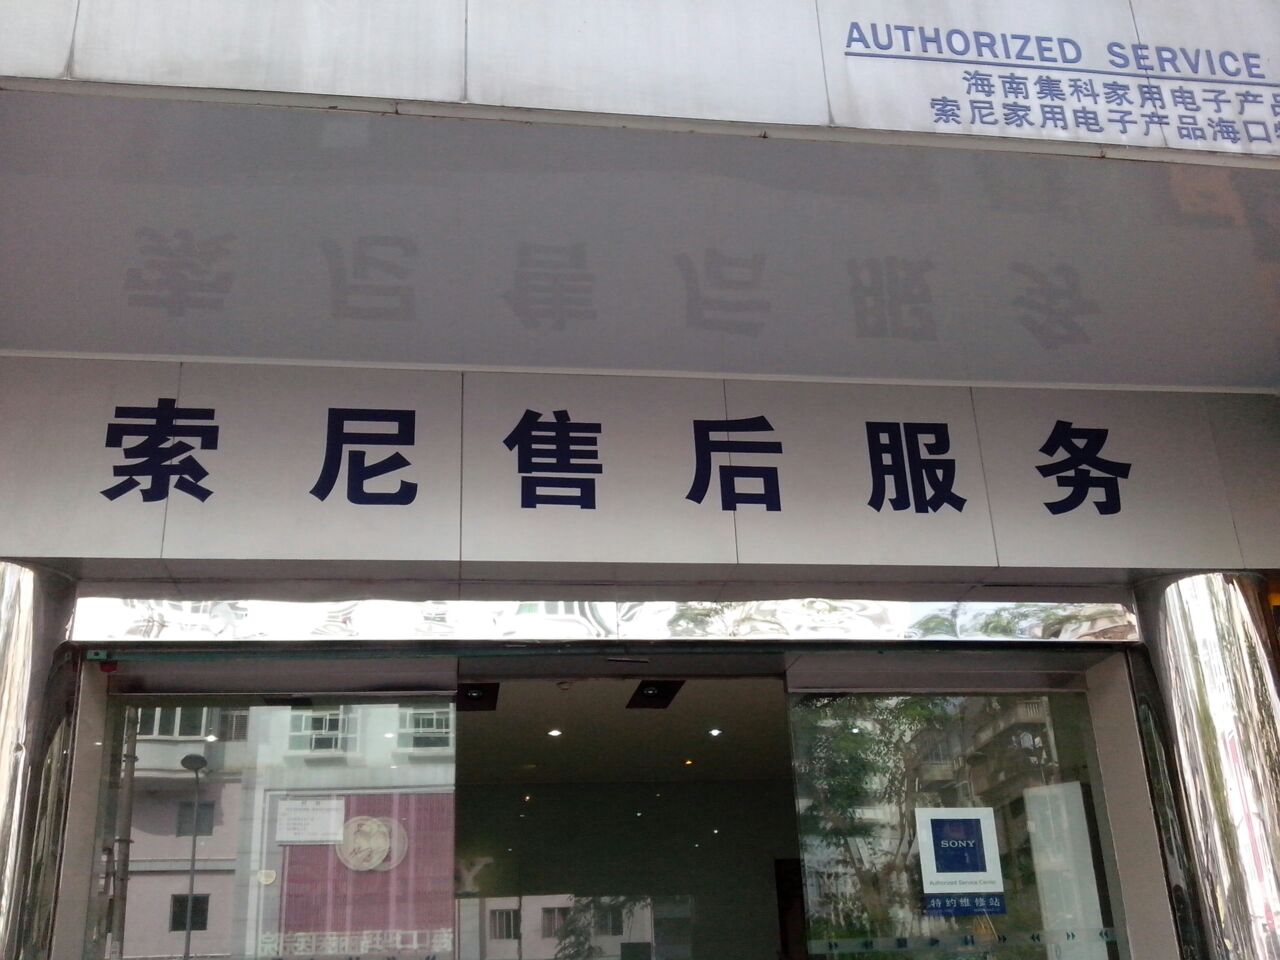 AUTHORIZED SERVICE
海南集科家用电子产品
索尼家用电子产品海口
索尼售后服务
SONY
Authorized Service Center
特约维修站